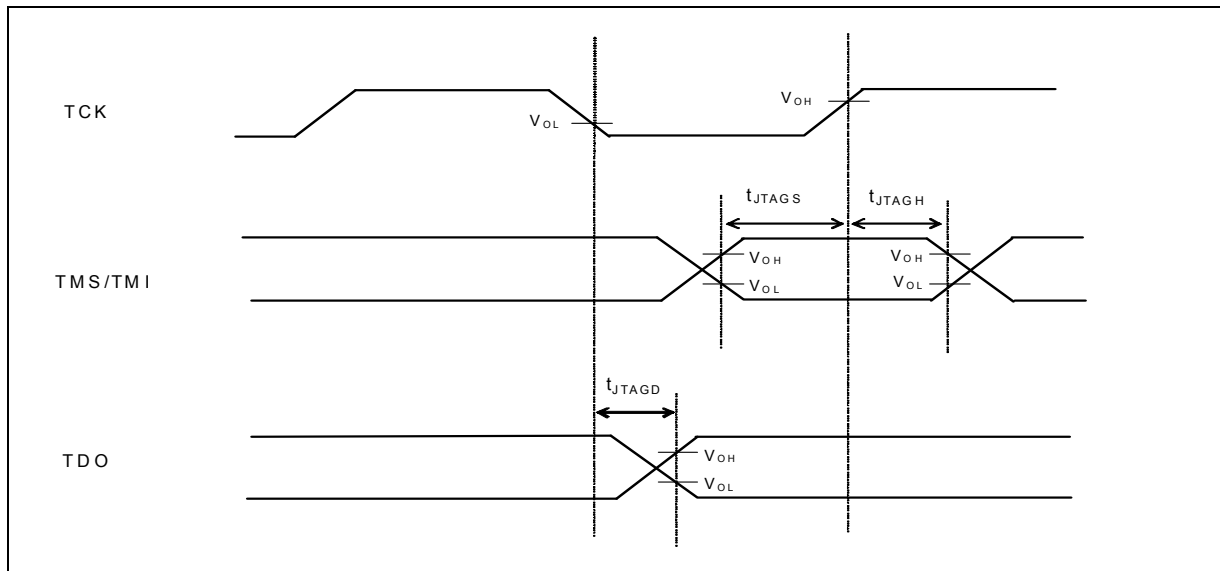 TCK
VOL
VOH
tJTAGS
tJTAGH
TMS/TMI
VOH
VOL
VOH
VOL
tJTAGD
TDO
VOH
VOL